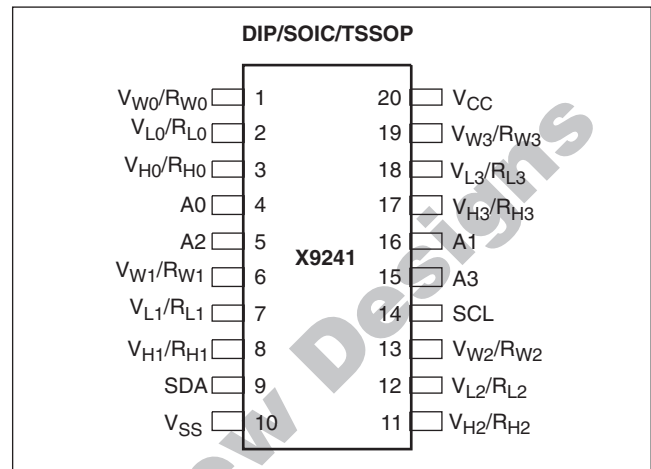 DIP/SOIC/TSSOP
VW0/RW0 1 20 VCC
VL0/RL0 2 19 VW3/RW3
VH0/RH0 3 18 VL3/RL3
A0 4 17 VH3/RH3
A2 5 16 A1
X9241
VW1/RW1 6 15 A3
VL1/RL1 7 14 SCL
VH1/RH1 8 13 VW2/RW2
SDA 9 12 VL2/RL2
VSS 10 11 VH2/RH2
Designs